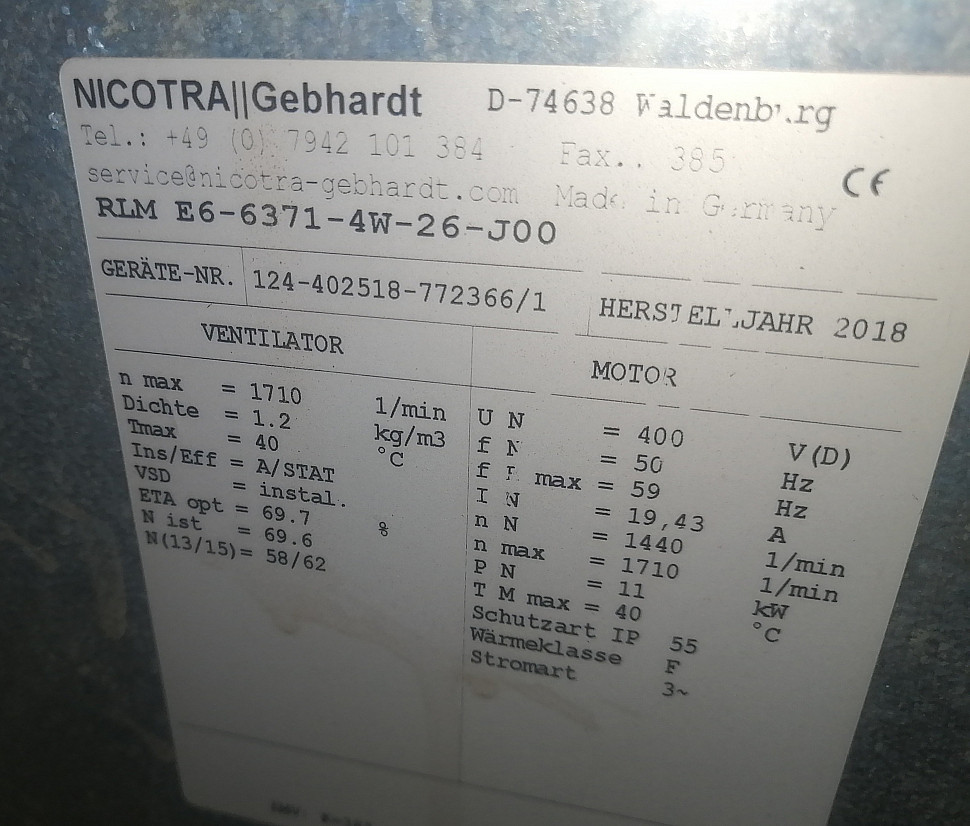 NICOTRA||Gebhardt D-74638 Waldenburg
Tel.: +49 (0) 7942 101 384 Fax.. 385
service@nicotra-gebhardt.com Made in Germany CE
RLM E6-6371-4W-26-J00
GERÄTE-NR. 124-402518-772366/1 HERSTELLJAHR 2018
VENTILATOR
n max = 1710 1/min
Dichte = 1.2 kg/m3
Tmax = 40 °C
Ins/Eff = A/STAT
VSD = instal.
ETA opt = 69.7 %
N ist = 69.6
N(13/15)= 58/62
MOTOR
U N = 400 V(D)
f N = 50 Hz
f N max = 59 Hz
I N = 19,43 A
n N = 1440 1/min
n max = 1710 1/min
P N = 11 kW
T M max = 40 °C
Schutzart IP 55
Wärmeklasse F
Stromart 3~